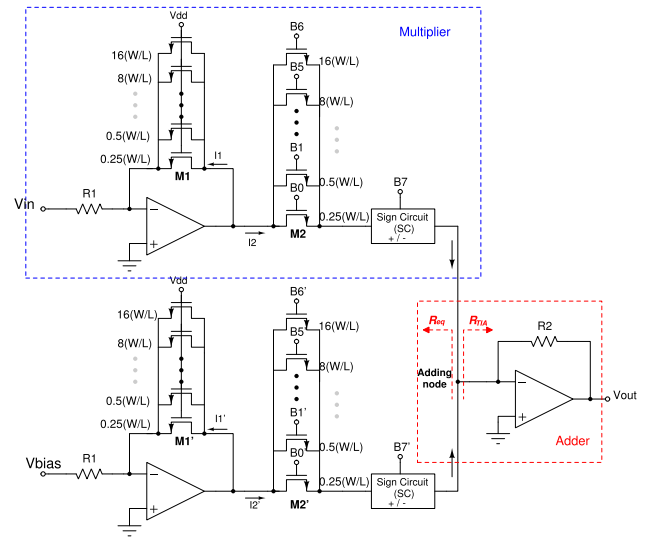 Vdd
B6
Multiplier
16(W/L)
16(W/L)
B5
8(W/L)
8(W/L)
B1
0.5(W/L)
I1
0.25(W/L)
0.5(W/L)
M1
B0
B7
R1
Vin
0.25(W/L)
Sign Circuit
(SC)
+ / -
−
+
I2
M2
Vdd
B6'
16(W/L)
16(W/L)
B5'
8(W/L)
8(W/L)
Req
RTIA
R2
Adding
node
0.5(W/L)
B1'
I1'
0.25(W/L)
0.5(W/L)
M1'
−
+
Vout
Adder
B0
B7'
R1
Vbias
0.25(W/L)
Sign Circuit
(SC)
+ / -
−
+
I2'
M2'